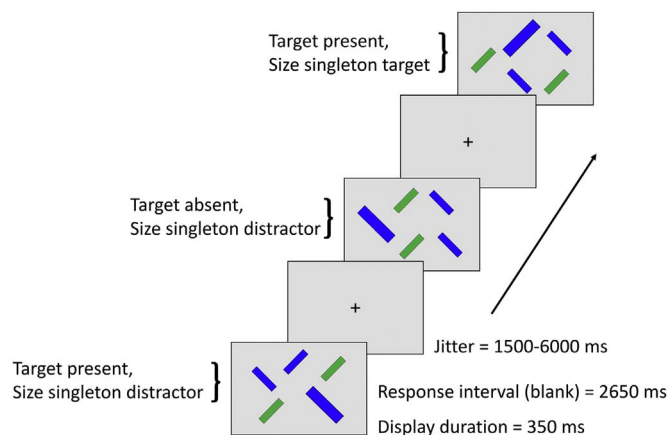 Target present,
Size singleton target
Target absent,
Size singleton distractor
Target present,
Size singleton distractor
Jitter = 1500-6000 ms
Response interval (blank) = 2650 ms
Display duration = 350 ms